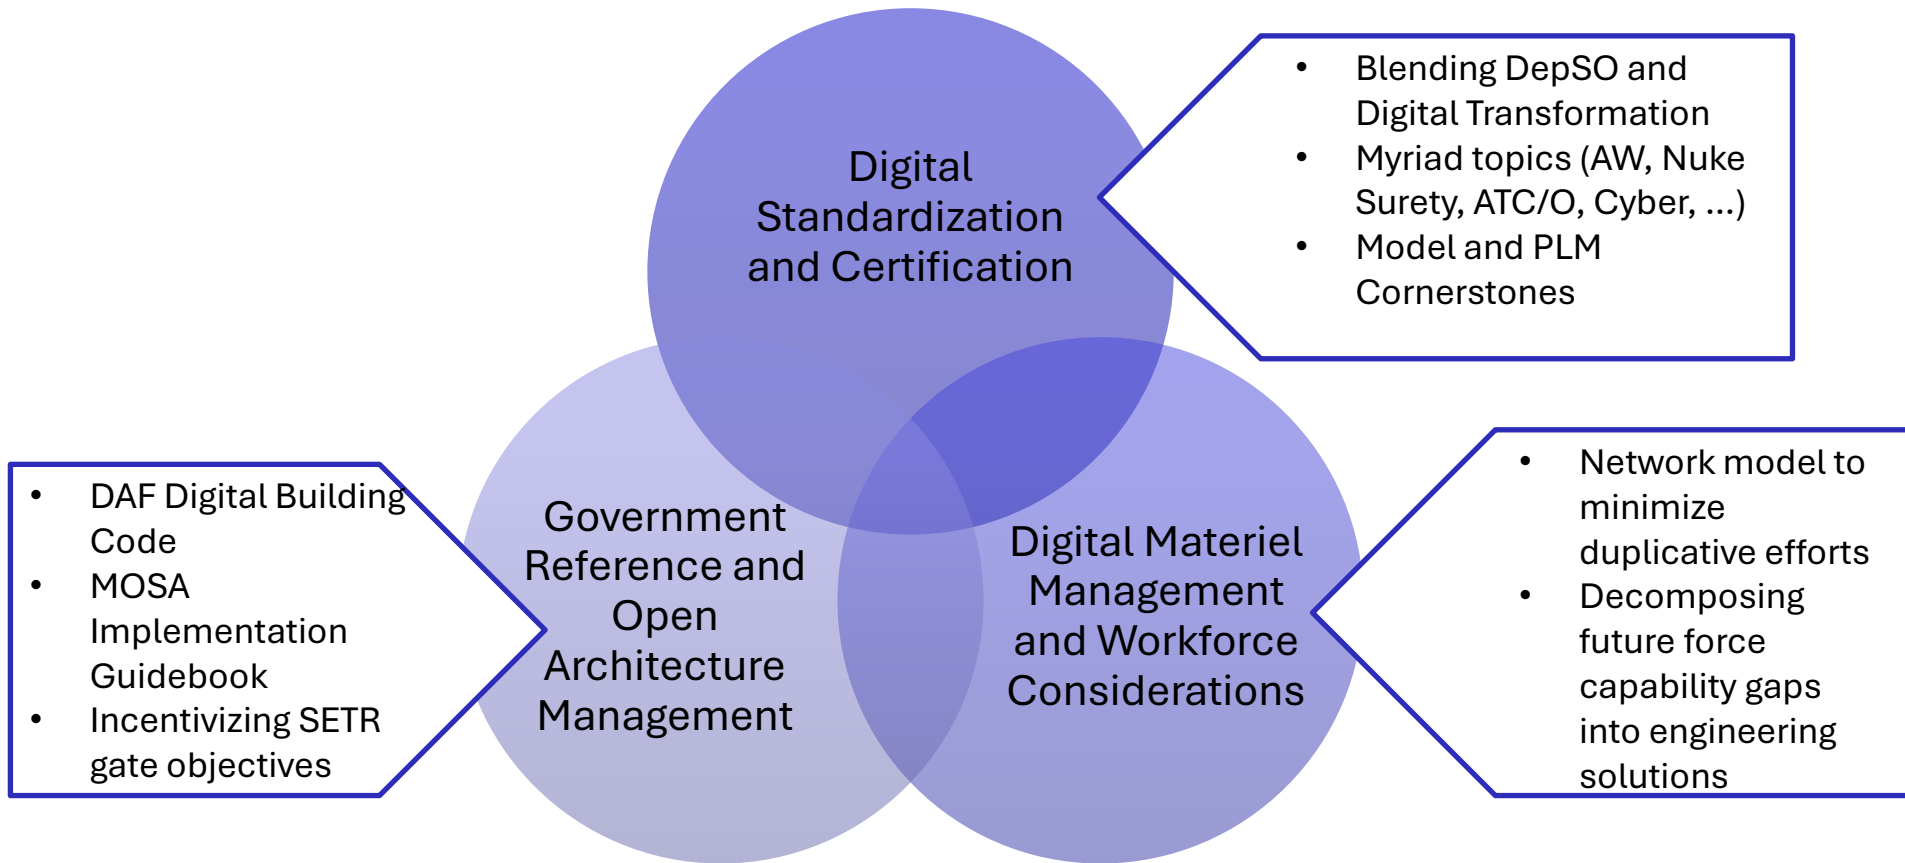 Digital
Standardization
and Certification
• Blending DepSO and
Digital Transformation
• Myriad topics (AW, Nuke
Surety, ATC/O, Cyber, ...)
• Model and PLM
Cornerstones
• DAF Digital Building
Code
• MOSA
Implementation
Guidebook
• Incentivizing SETR
gate objectives
Government
Reference and
Open
Architecture
Management
Digital Materiel
Management
and Workforce
Considerations
• Network model to
minimize
duplicative efforts
• Decomposing
future force
capability gaps
into engineering
solutions